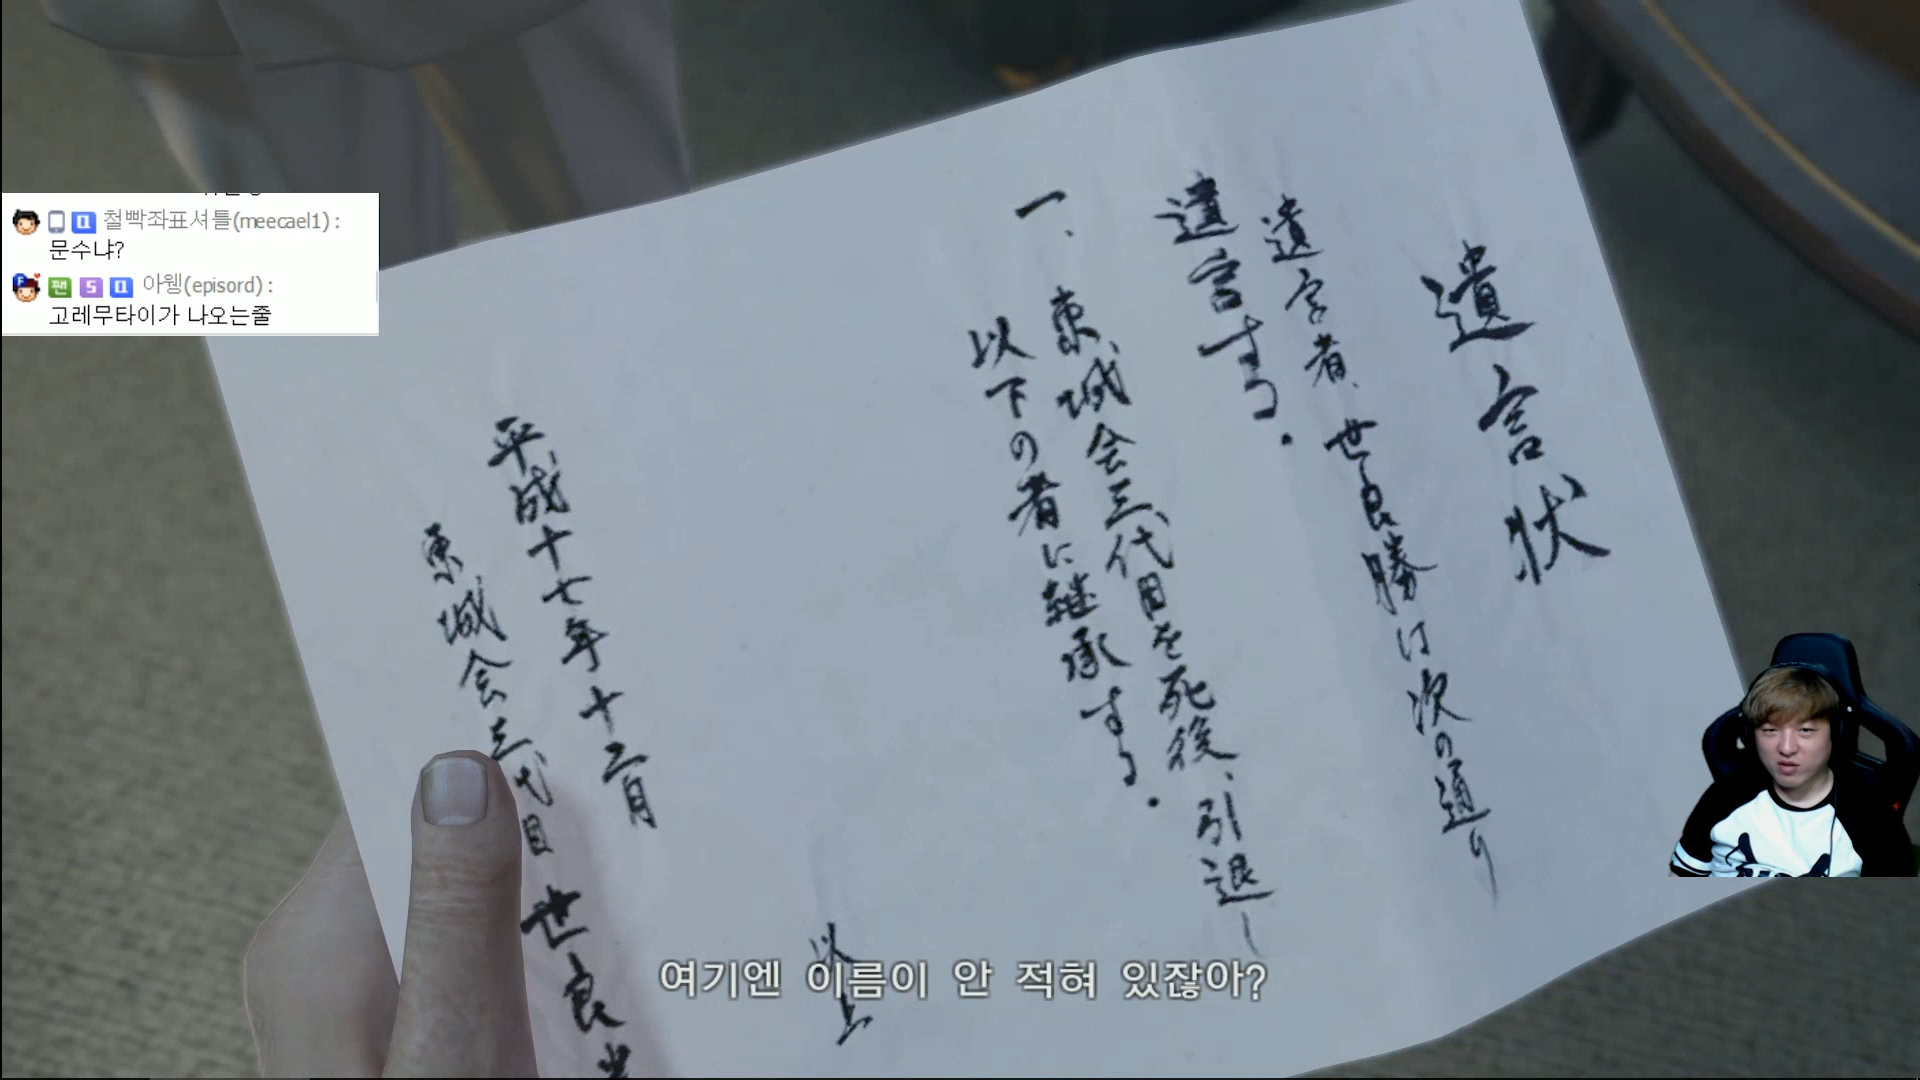 철빡좌표셔틀(meecael1) :
문수냐?
팬 S 아웽(episord) :
고레무타이가 나오는줄
遺言状
遺言者、世良勝は次の通り
遺言する。
一、東城会三代目を死後、引退し
以下の者に継承する。
以上
平成十七年十二月
東城会三代目 世良
여기엔 이름이 안 적혀 있잖아?